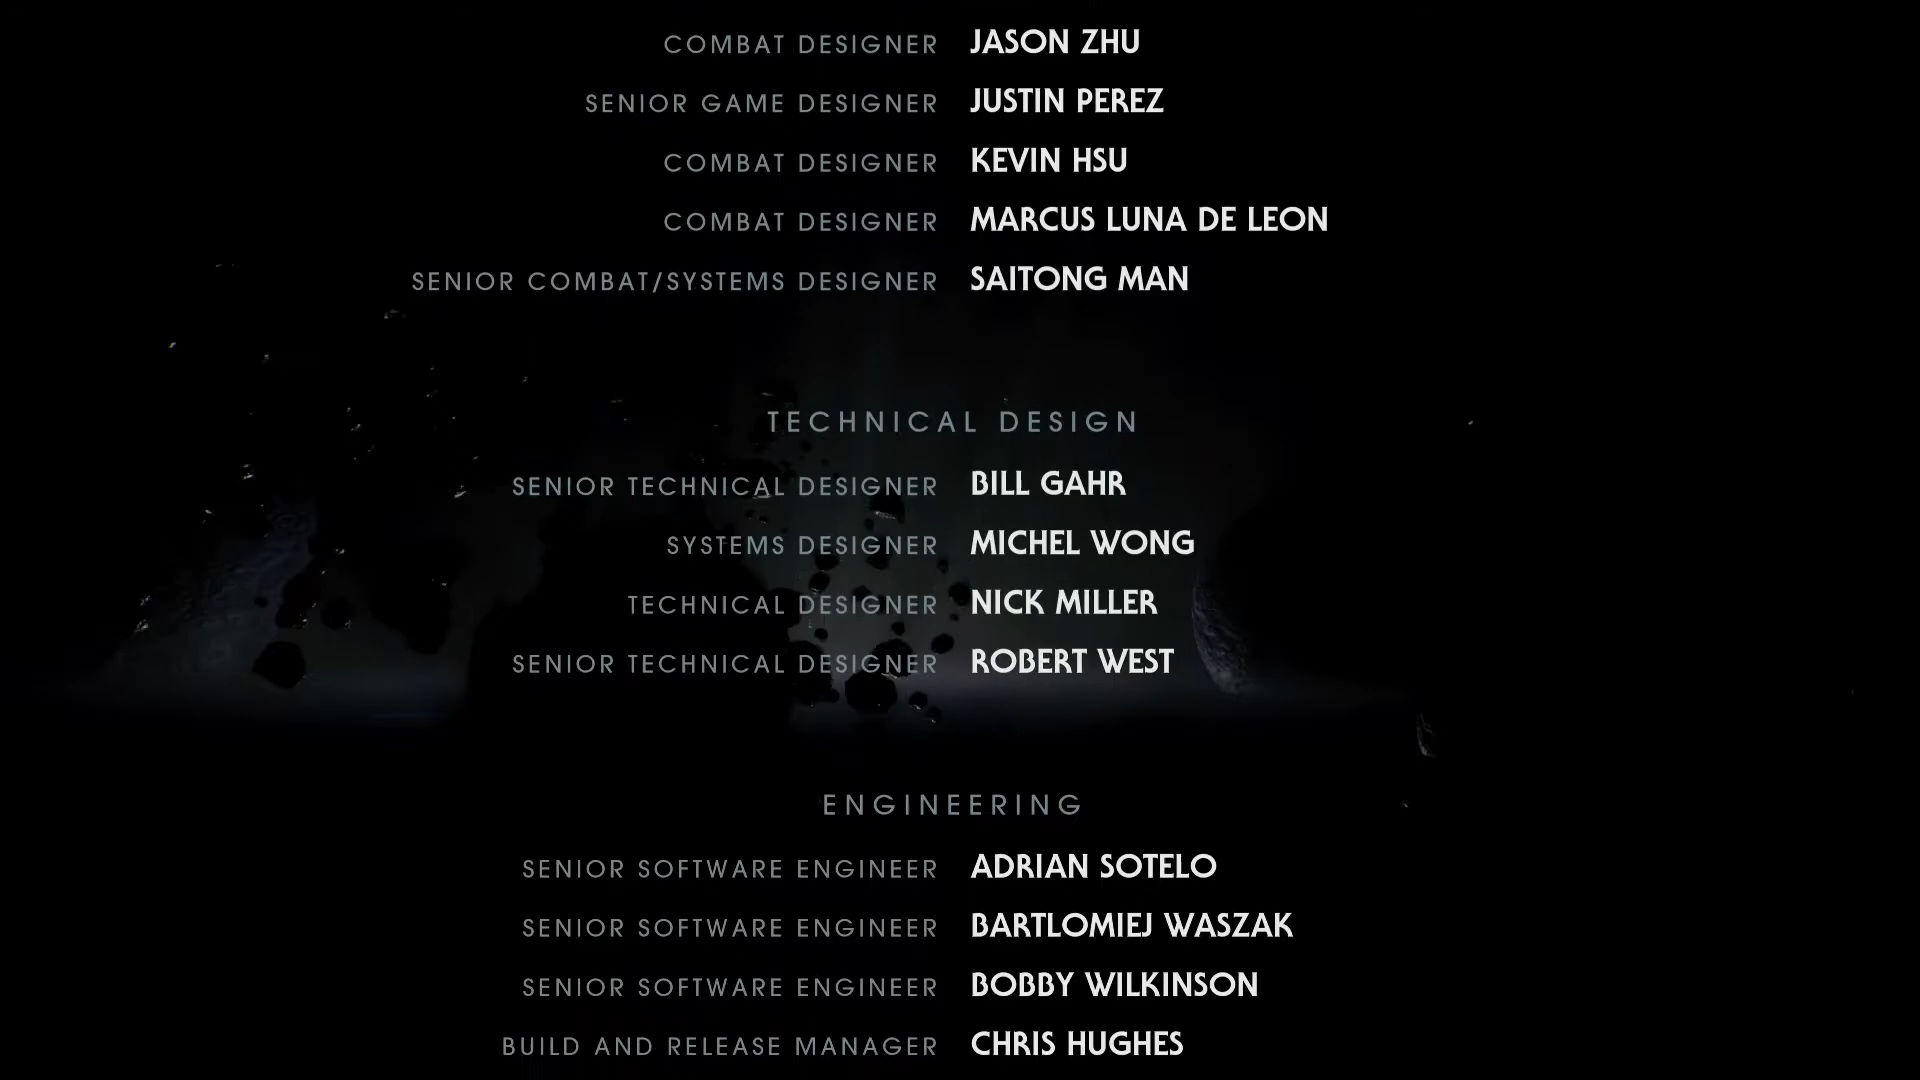 COMBAT DESIGNER JASON ZHU
SENIOR GAME DESIGNER JUSTIN PEREZ
COMBAT DESIGNER KEVIN HSU
COMBAT DESIGNER MARCUS LUNA DE LEON
SENIOR COMBAT/SYSTEMS DESIGNER SAITONG MAN
TECHNICAL DESIGN
SENIOR TECHNICAL DESIGNER BILL GAHR
SYSTEMS DESIGNER MICHEL WONG
TECHNICAL DESIGNER NICK MILLER
SENIOR TECHNICAL DESIGNER ROBERT WEST
ENGINEERING
SENIOR SOFTWARE ENGINEER ADRIAN SOTELO
SENIOR SOFTWARE ENGINEER BARTLOMIEJ WASZAK
SENIOR SOFTWARE ENGINEER BOBBY WILKINSON
BUILD AND RELEASE MANAGER CHRIS HUGHES